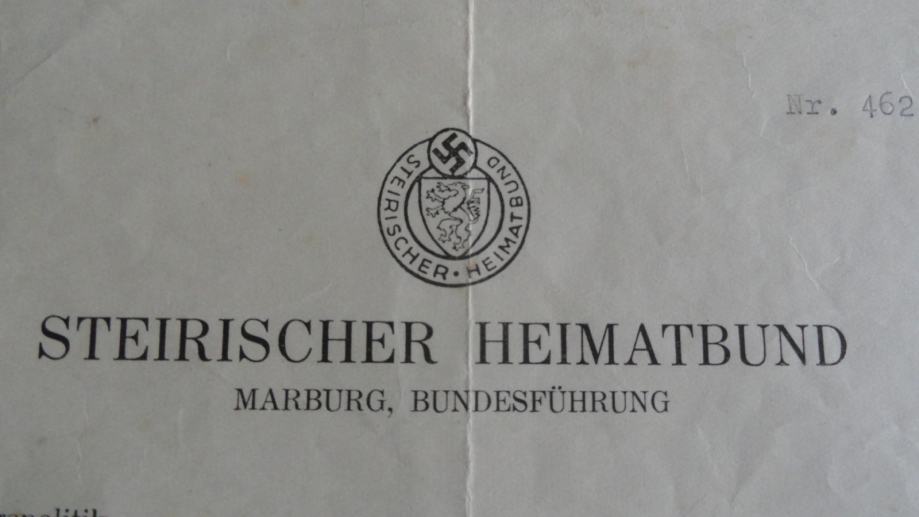 Nr. 462
STEIRISCHER · HEIMATBUND
STEIRISCHER HEIMATBUND
MARBURG, BUNDESFÜHRUNG